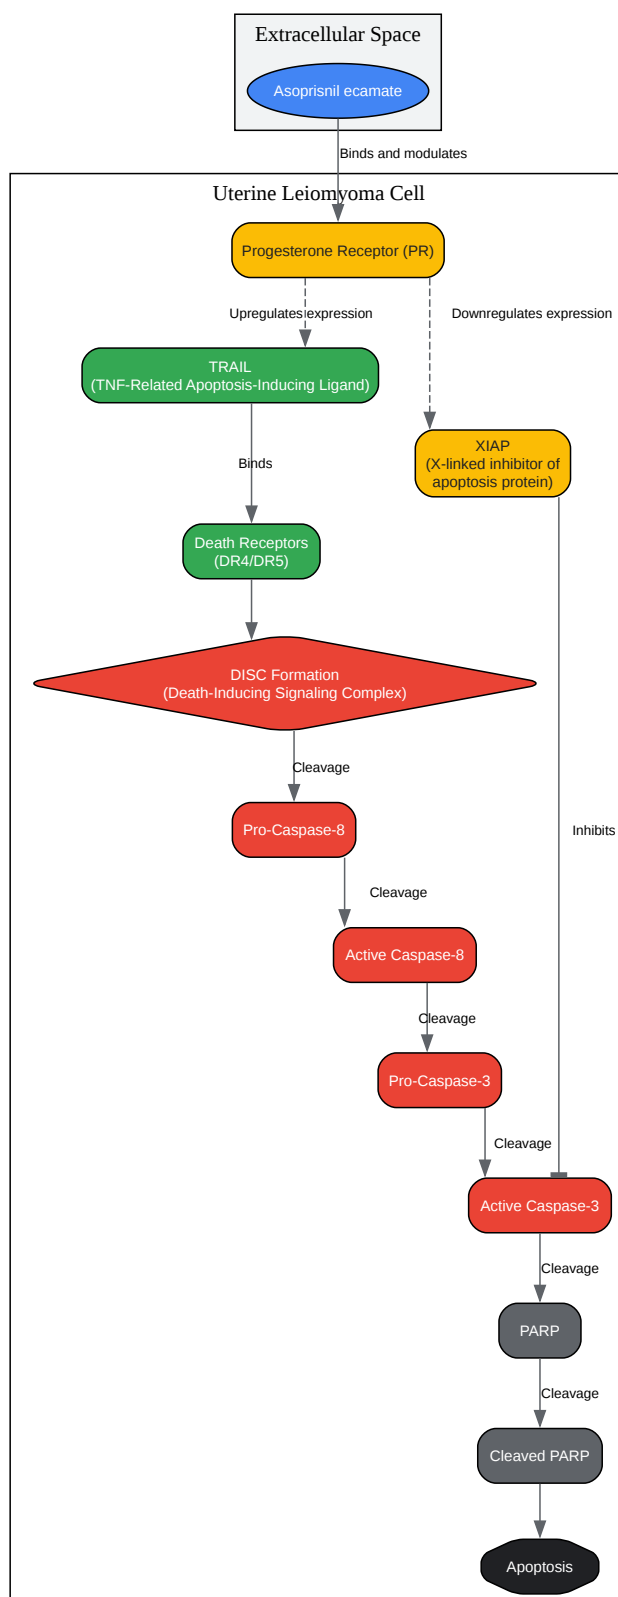 Extracellular Space
Asoprisnil ecamate
Binds and modulates
Uterine Leiomyoma Cell
Progesterone Receptor (PR)
Upregulates expression
Downregulates expression
TRAIL
(TNF-Related Apoptosis-Inducing Ligand)
XIAP
(X-linked inhibitor of
apoptosis protein)
Binds
Death Receptors
(DR4/DR5)
DISC Formation
(Death-Inducing Signaling Complex)
Cleavage
Pro-Caspase-8
Inhibits
Cleavage
Active Caspase-8
Cleavage
Pro-Caspase-3
Cleavage
Active Caspase-3
Cleavage
PARP
Cleavage
Cleaved PARP
Apoptosis